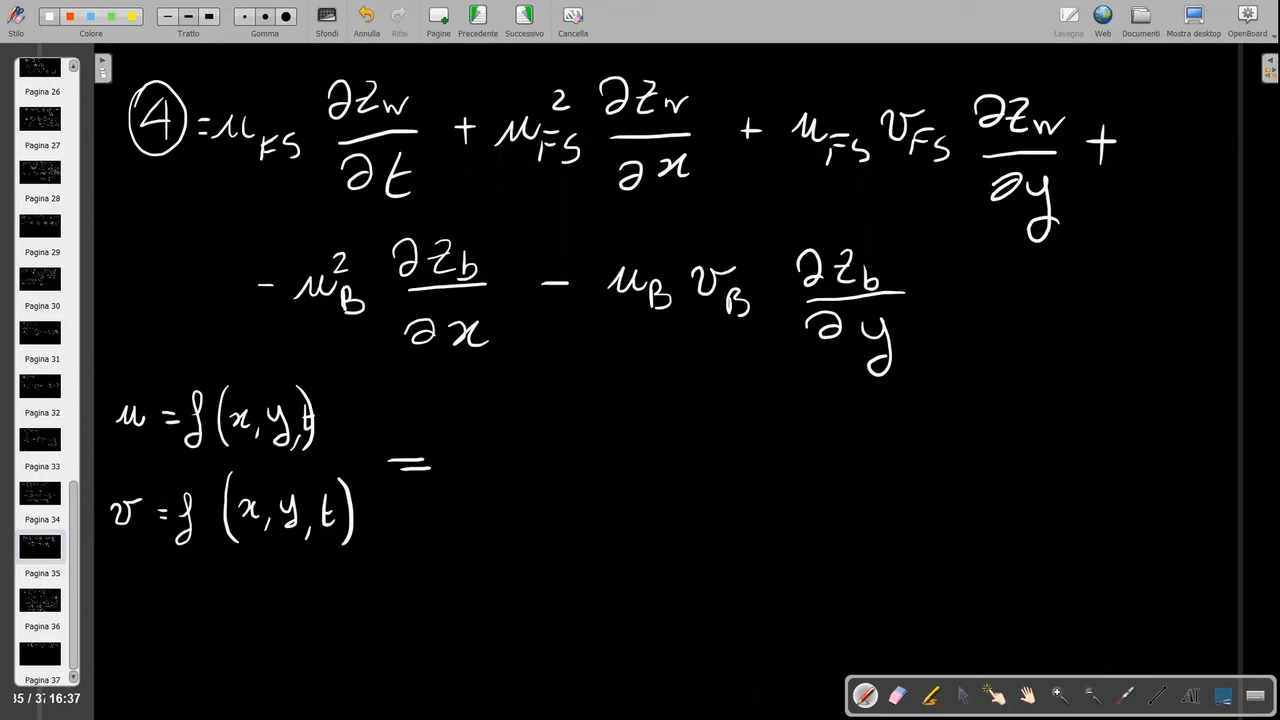 Stilo Colore Tratto Gomma Sfondi Annulla Rifai Pagine Precedente Successivo Cancella Lavagna Web Documenti Mostra desktop OpenBoard
Pagina 26
Pagina 27
Pagina 28
Pagina 29
Pagina 30
Pagina 31
Pagina 32
Pagina 33
Pagina 34
Pagina 35
Pagina 36
Pagina 37
16:37
④ = u_FS ∂z_w/∂t + u²_FS ∂z_w/∂x + u_FS v_FS ∂z_w/∂y +
- u²_B ∂z_b/∂x - u_B v_B ∂z_b/∂y
u = f(x, y, t)
=
v = f (x, y, t)